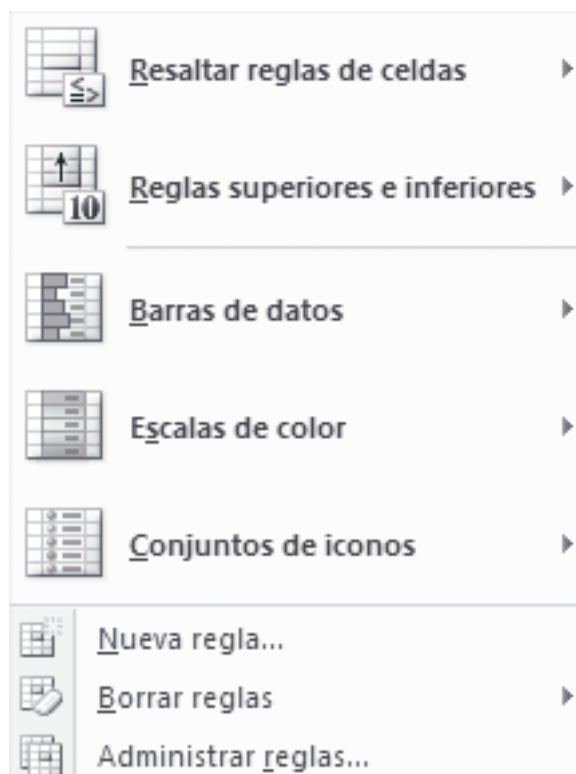 Resaltar reglas de celdas
10
Reglas superiores e inferiores
Barras de datos
Escalas de color
Conjuntos de iconos
Nueva regla...
Borrar reglas
Administrar reglas...